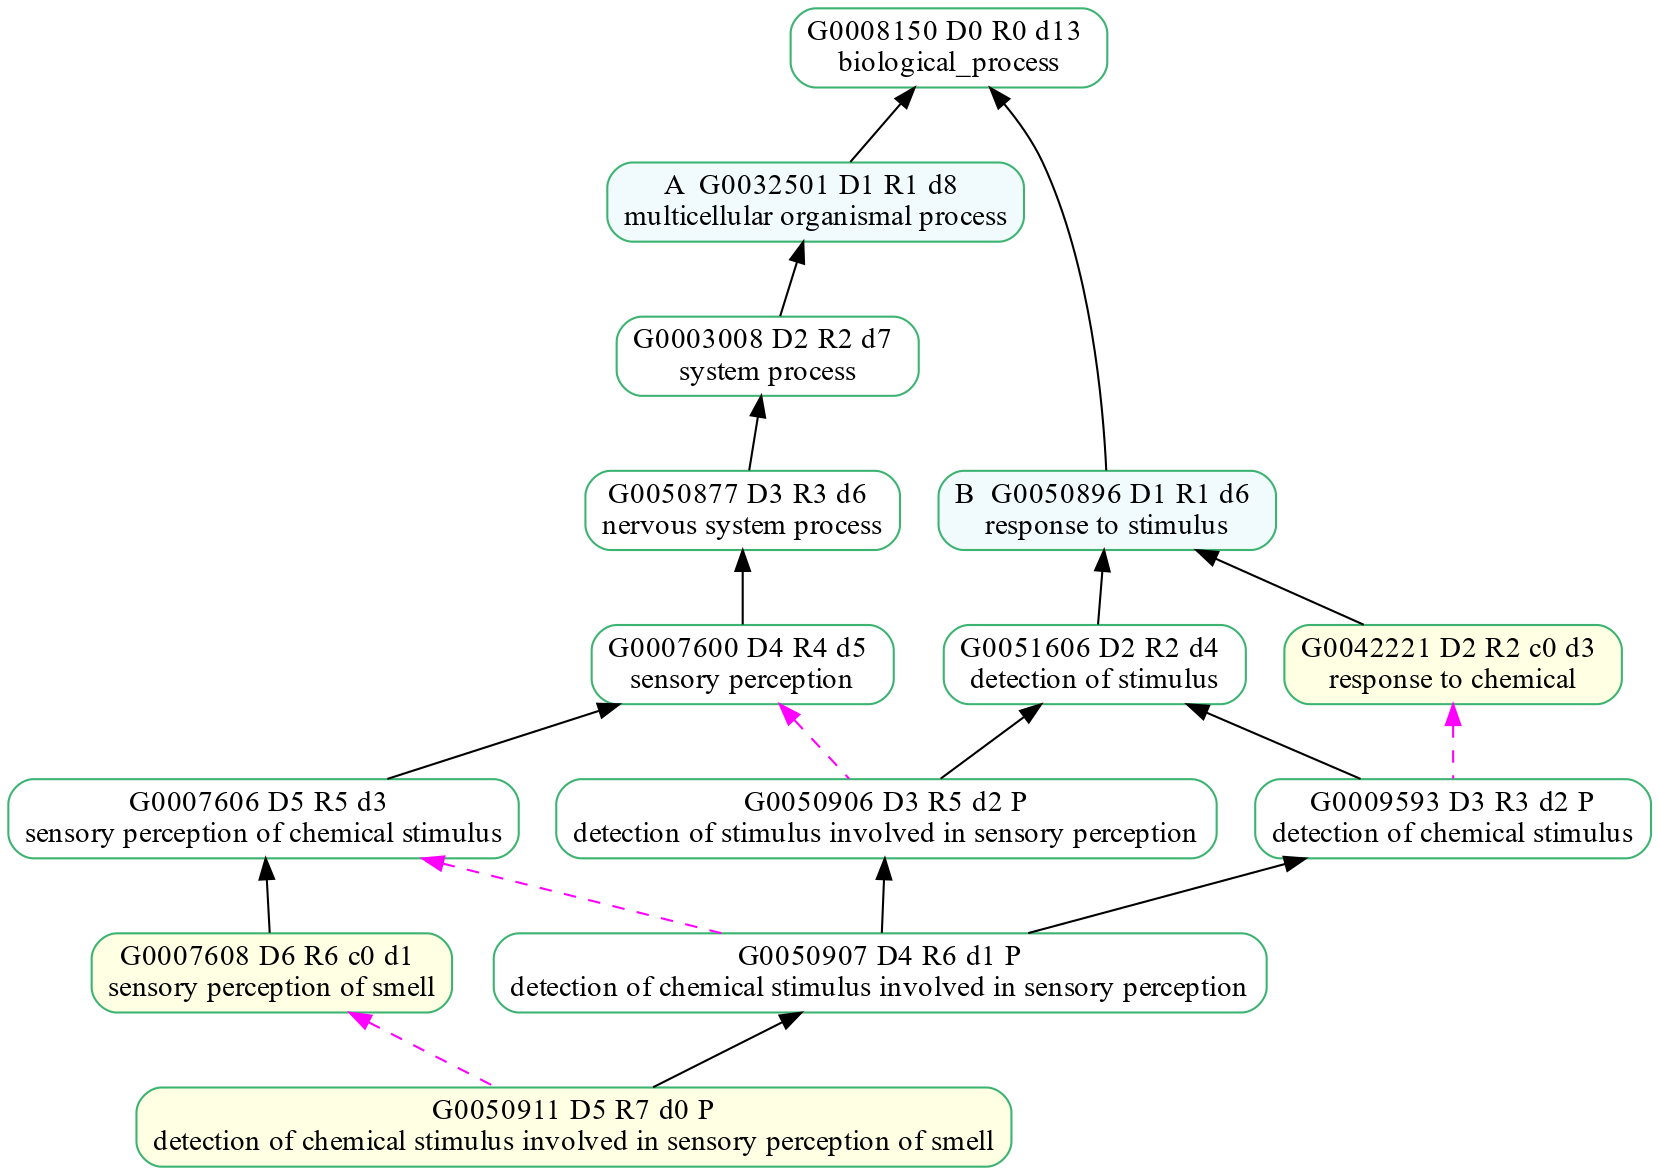 G0008150 D0 R0 d13
biological_process
A  G0032501 D1 R1 d8
multicellular organismal process
G0003008 D2 R2 d7
system process
G0050877 D3 R3 d6
nervous system process
B  G0050896 D1 R1 d6
response to stimulus
G0007600 D4 R4 d5
sensory perception
G0051606 D2 R2 d4
detection of stimulus
G0042221 D2 R2 c0 d3
response to chemical
G0007606 D5 R5 d3
sensory perception of chemical stimulus
G0050906 D3 R5 d2 P
detection of stimulus involved in sensory perception
G0009593 D3 R3 d2 P
detection of chemical stimulus
G0007608 D6 R6 c0 d1
sensory perception of smell
G0050907 D4 R6 d1 P
detection of chemical stimulus involved in sensory perception
G0050911 D5 R7 d0 P
detection of chemical stimulus involved in sensory perception of smell